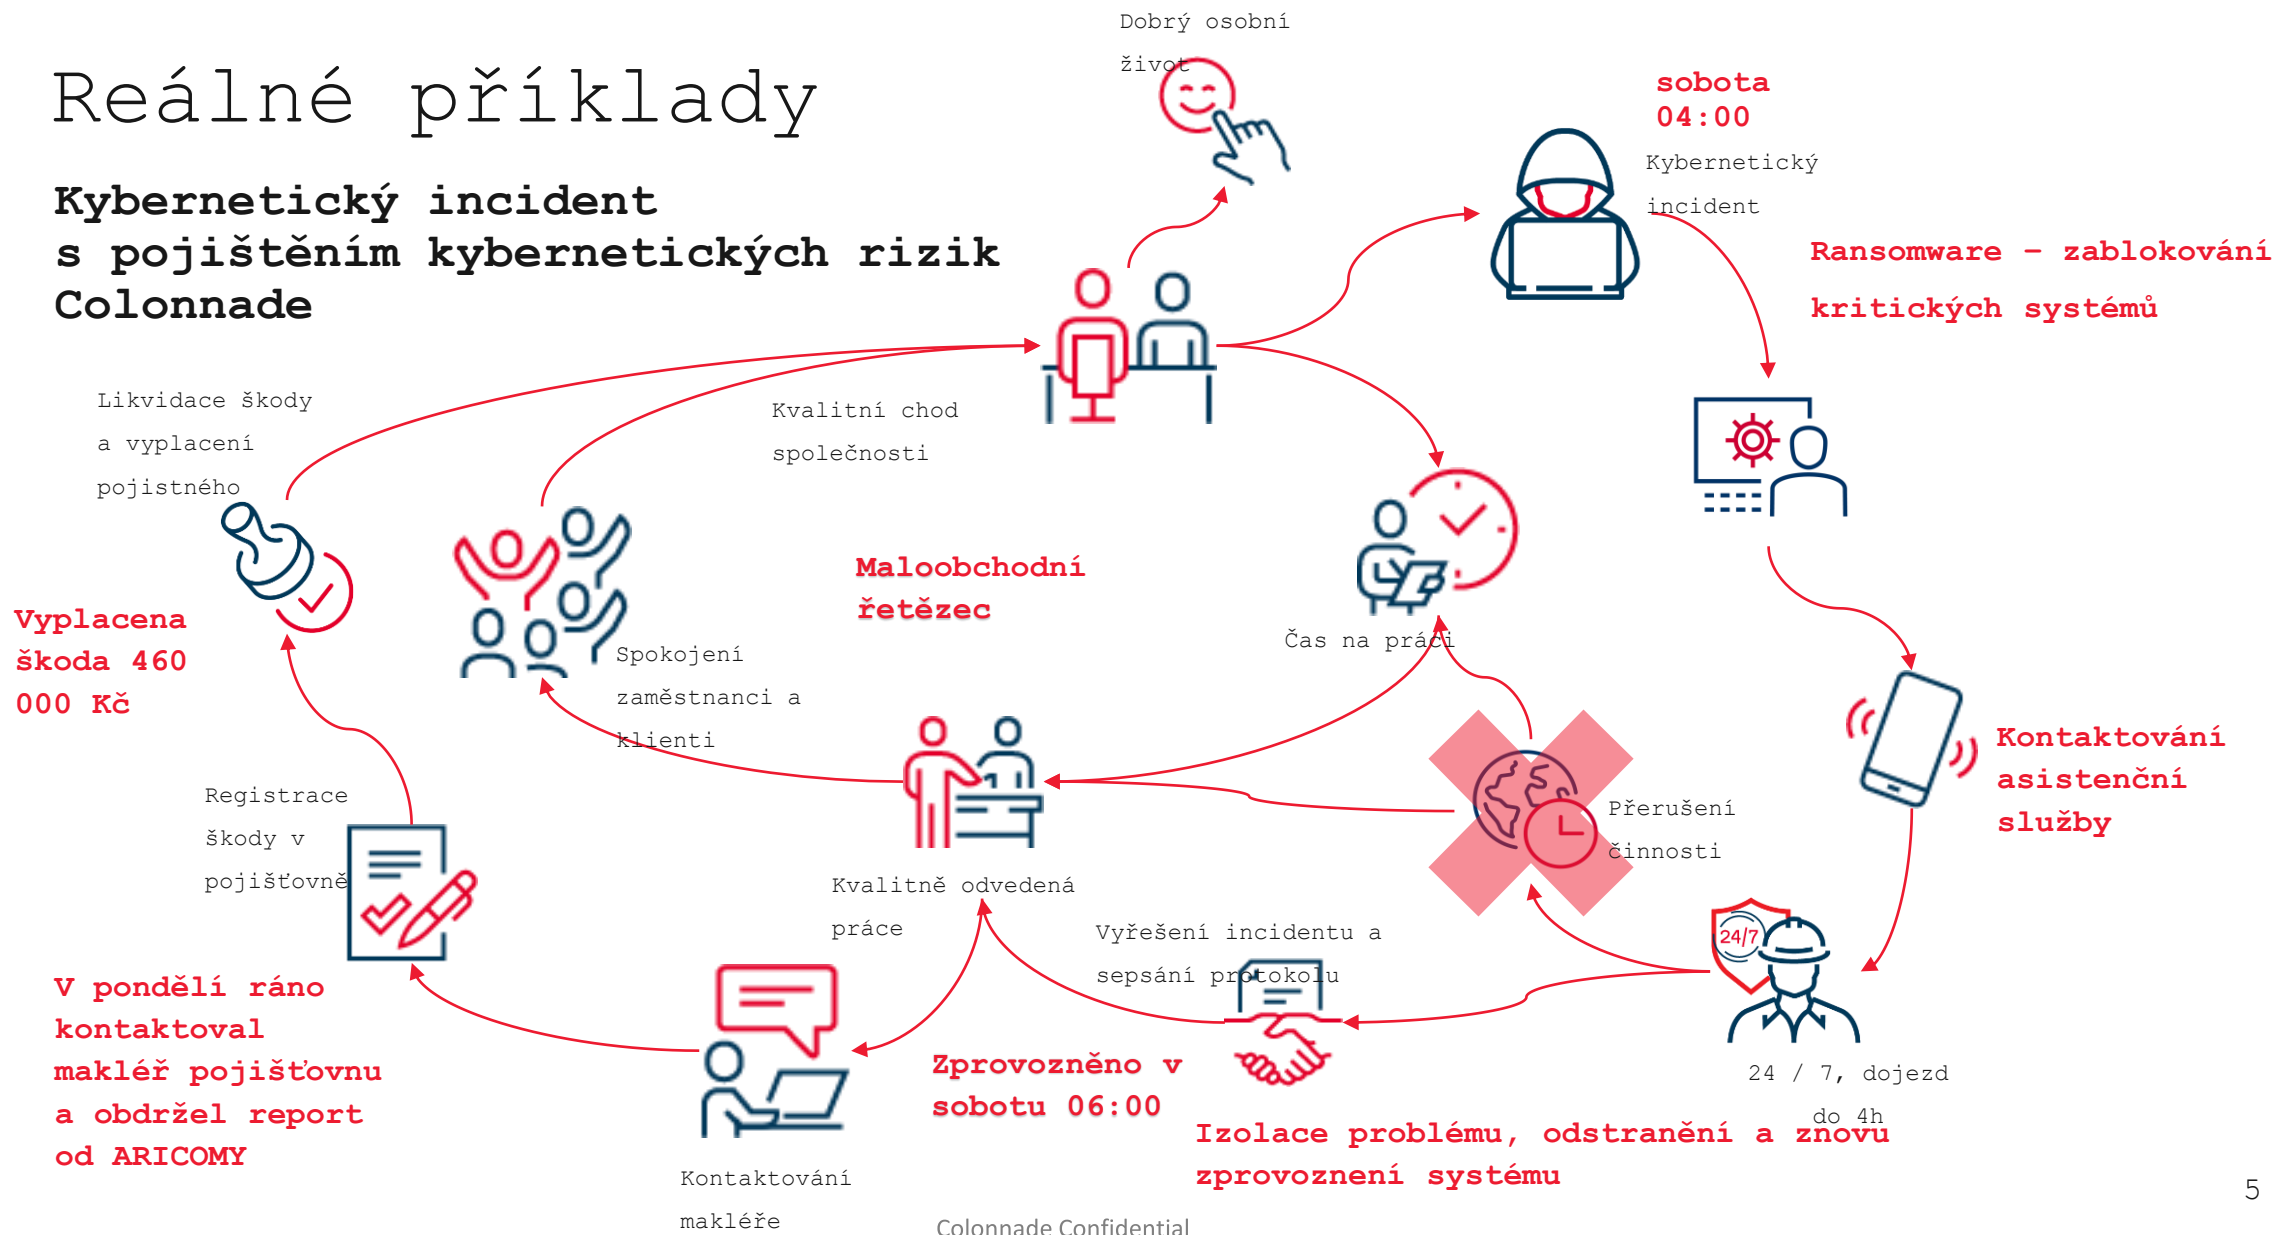 Reálné příklady
Kybernetický incident
s pojištěním kybernetických rizik
Colonnade
Dobrý osobní
život
sobota
04:00
Kybernetický
incident
Ransomware – zablokování
kritických systémů
Likvidace škody
a vyplacení
pojistného
Kvalitní chod
společnosti
Maloobchodní
řetězec
Vyplacena
škoda 460
000 Kč
Spokojení
zaměstnanci a
klienti
Čas na práci
Kontaktování
asistenční
služby
Registrace
škody v
pojišťovně
Přerušení
činnosti
Kvalitně odvedená
práce
Vyřešení incidentu a
sepsání protokolu
24/7
V pondělí ráno
kontaktoval
makléř pojišťovnu
a obdržel report
od ARICOMY
Zprovozněno v
sobotu 06:00
24 / 7, dojezd
do 4h
Izolace problému, odstranění a znovu
zprovoznení systému
Kontaktování
makléře
5
Colonnade Confidential